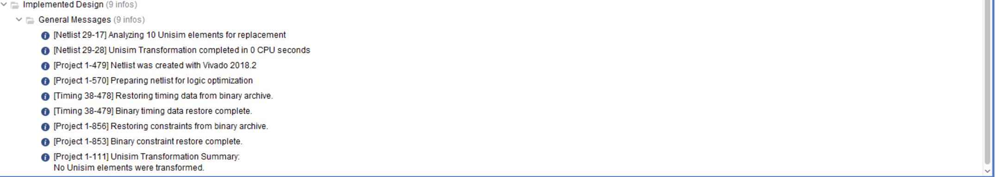 Implemented Design (9 infos)
General Messages (9 infos)
[Netlist 29-17] Analyzing 10 Unisim elements for replacement
[Netlist 29-28] Unisim Transformation completed in 0 CPU seconds
[Project 1-479] Netlist was created with Vivado 2018.2
[Project 1-570] Preparing netlist for logic optimization
[Timing 38-478] Restoring timing data from binary archive.
[Timing 38-479] Binary timing data restore complete.
[Project 1-856] Restoring constraints from binary archive.
[Project 1-853] Binary constraint restore complete.
[Project 1-111] Unisim Transformation Summary:
No Unisim elements were transformed.